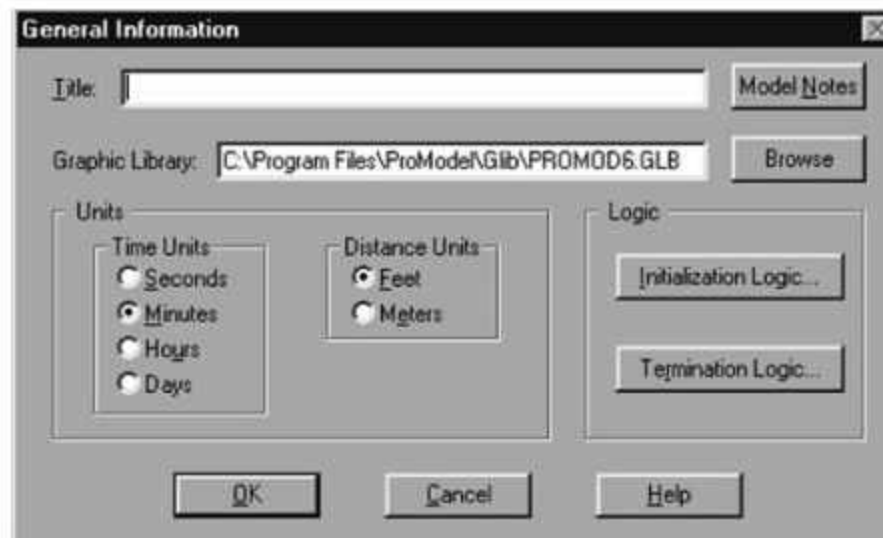 General Information
Title:
Model Notes
Graphic Library: C:\Program Files\ProModel\Glib\PROMOD6.GLB
Browse
Units
Time Units
Seconds
Minutes
Hours
Days
Distance Units
Feet
Meters
Logic
Initialization Logic...
Termination Logic...
OK
Cancel
Help